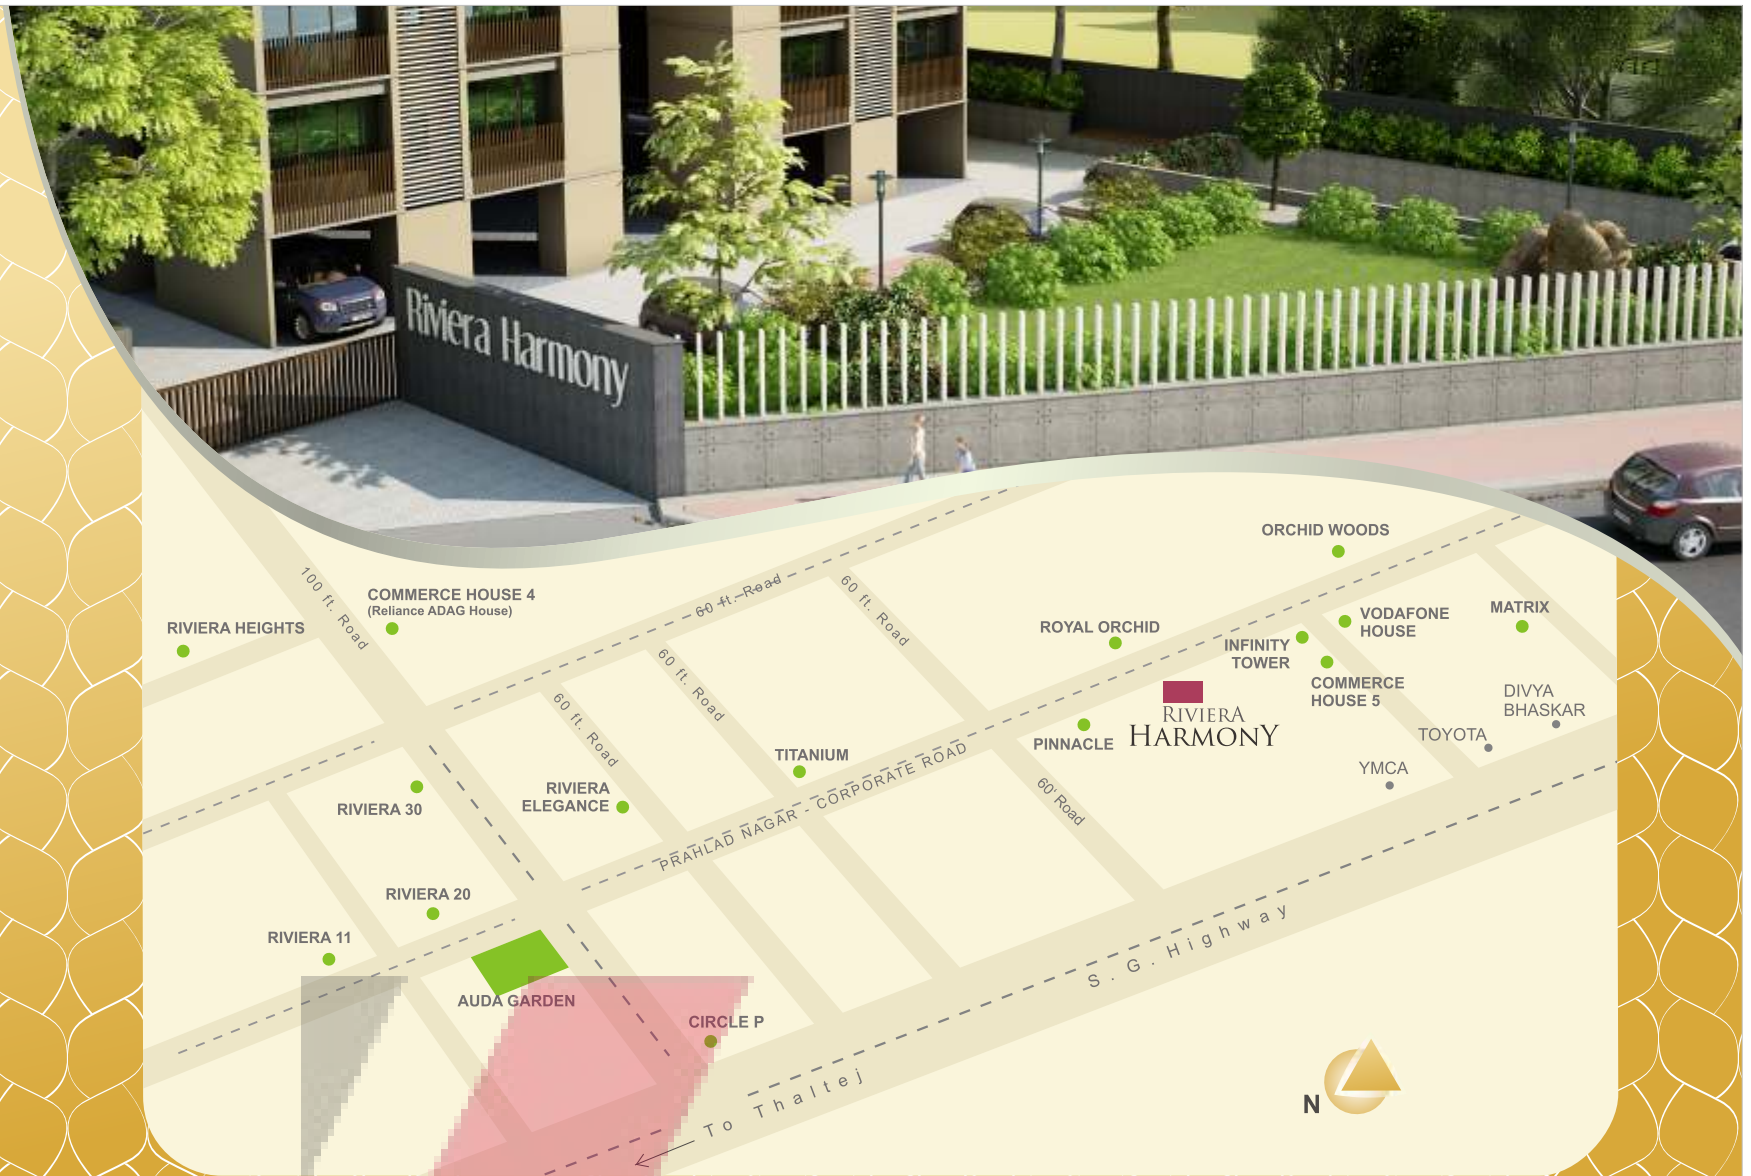 Riviera Harmony
ORCHID WOODS
100 ft. Road
COMMERCE HOUSE 4
(Reliance ADAG House)
60 ft. Road
60 ft. Road
RIVIERA HEIGHTS
ROYAL ORCHID
VODAFONE
HOUSE
MATRIX
INFINITY
TOWER
60 ft. Road
COMMERCE
HOUSE 5
DIVYA
BHASKAR
RIVIERA
HARMONY
60 ft. Road
PINNACLE
TOYOTA
TITANIUM
YMCA
RIVIERA
ELEGANCE
RIVIERA 30
PRAHLAD NAGAR - CORPORATE ROAD
60' Road
RIVIERA 20
RIVIERA 11
S. G. Highway
AUDA GARDEN
CIRCLE P
To Thaltej
N